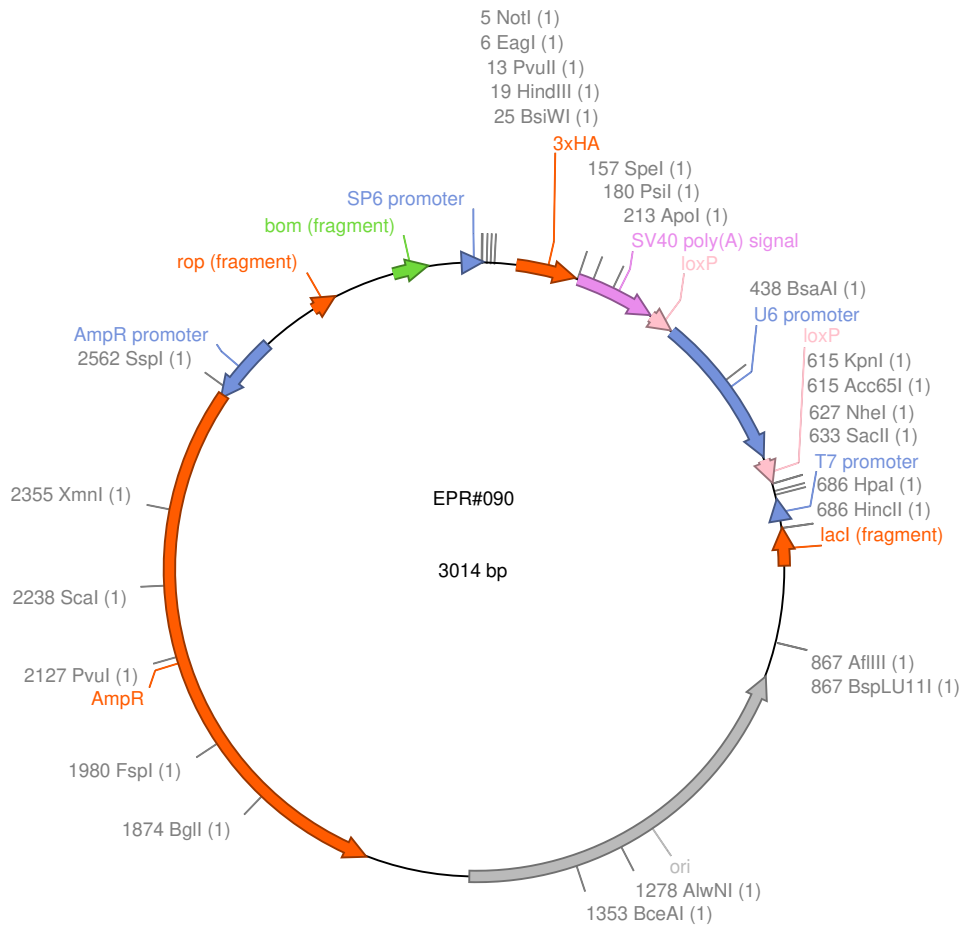 5 NotI (1)
6 EagI (1)
13 PvuII (1)
19 HindIII (1)
25 BsiWI (1)
3xHA
157 SpeI (1)
180 PsiI (1)
213 ApoI (1)
SV40 poly(A) signal
loxP
438 BsaAI (1)
U6 promoter
loxP
615 KpnI (1)
615 Acc65I (1)
627 NheI (1)
633 SacII (1)
T7 promoter
686 HpaI (1)
686 HincII (1)
lacI (fragment)
867 AflIII (1)
867 BspLU11I (1)
ori
1278 AlwNI (1)
1353 BceAI (1)
1874 BglI (1)
1980 FspI (1)
AmpR
2127 PvuI (1)
2238 ScaI (1)
2355 XmnI (1)
2562 SspI (1)
AmpR promoter
rop (fragment)
bom (fragment)
SP6 promoter
EPR#090
3014 bp